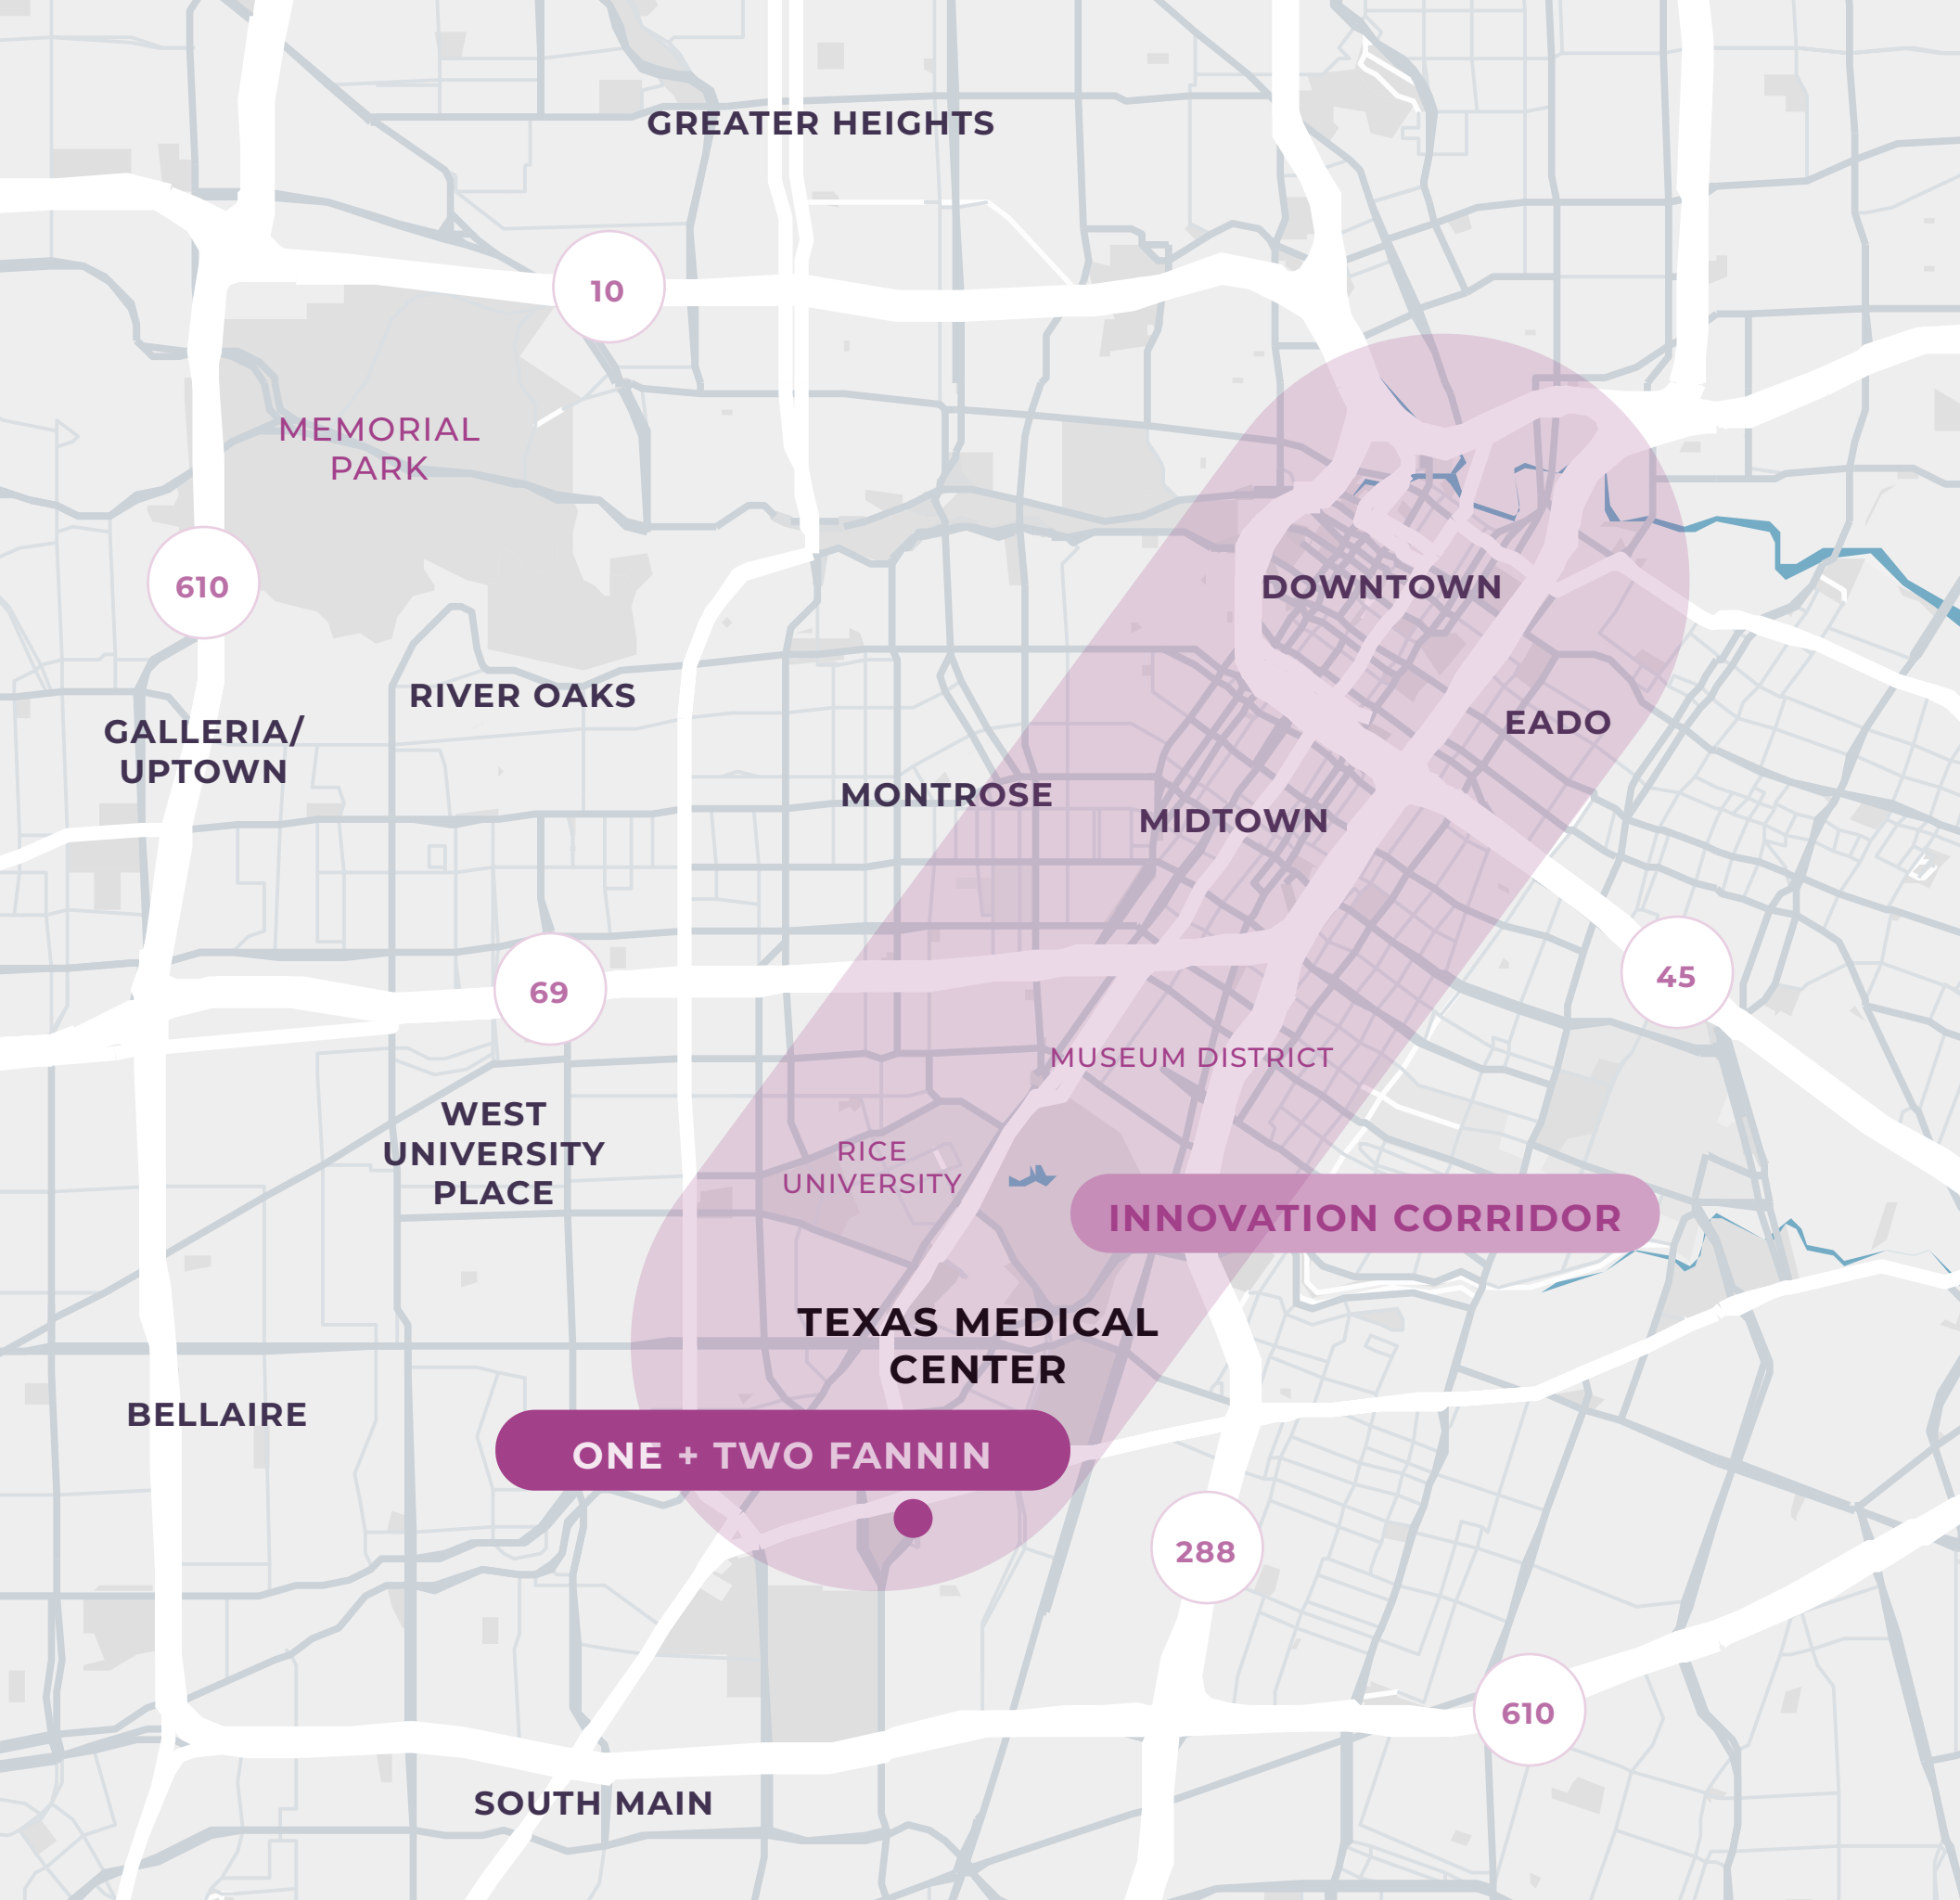 GREATER HEIGHTS
10
MEMORIAL
PARK
610
DOWNTOWN
RIVER OAKS
EADO
GALLERIA/
UPTOWN
MONTROSE
MIDTOWN
69
45
MUSEUM DISTRICT
WEST
UNIVERSITY
PLACE
RICE
UNIVERSITY
INNOVATION CORRIDOR
TEXAS MEDICAL
CENTER
BELLAIRE
ONE + TWO FANNIN
288
610
SOUTH MAIN